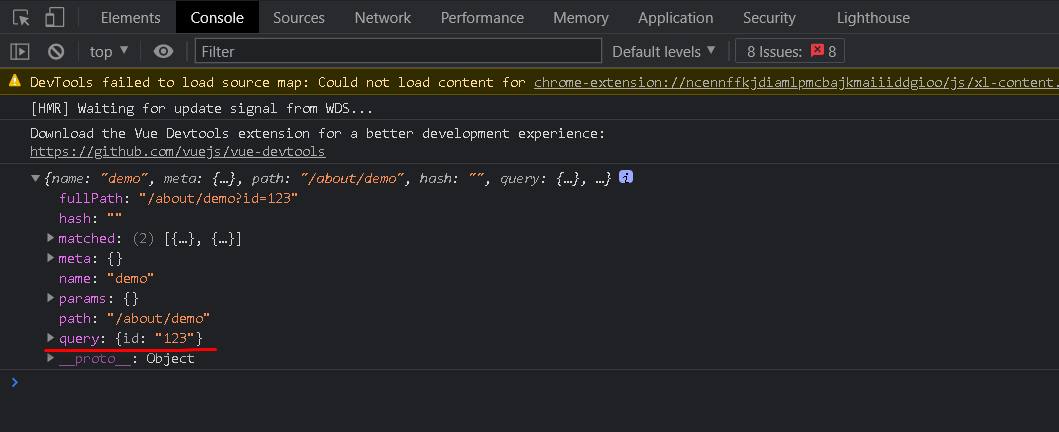 Elements Console Sources Network Performance Memory Application Security Lighthouse
top ▼ Filter Default levels ▼ 8 Issues: 8
DevTools failed to load source map: Could not load content for chrome-extension://ncennffkjdiamlpmcbajkmaiiiddgioo/js/xl-content.
[HMR] Waiting for update signal from WDS...
Download the Vue Devtools extension for a better development experience:
https://github.com/vuejs/vue-devtools
▼{name: "demo", meta: {…}, path: "/about/demo", hash: "", query: {…}, …} i
fullPath: "/about/demo?id=123"
hash: ""
▶matched: (2) [{…}, {…}]
▶meta: {}
name: "demo"
▶params: {}
path: "/about/demo"
▶query: {id: "123"}
▶__proto__: Object